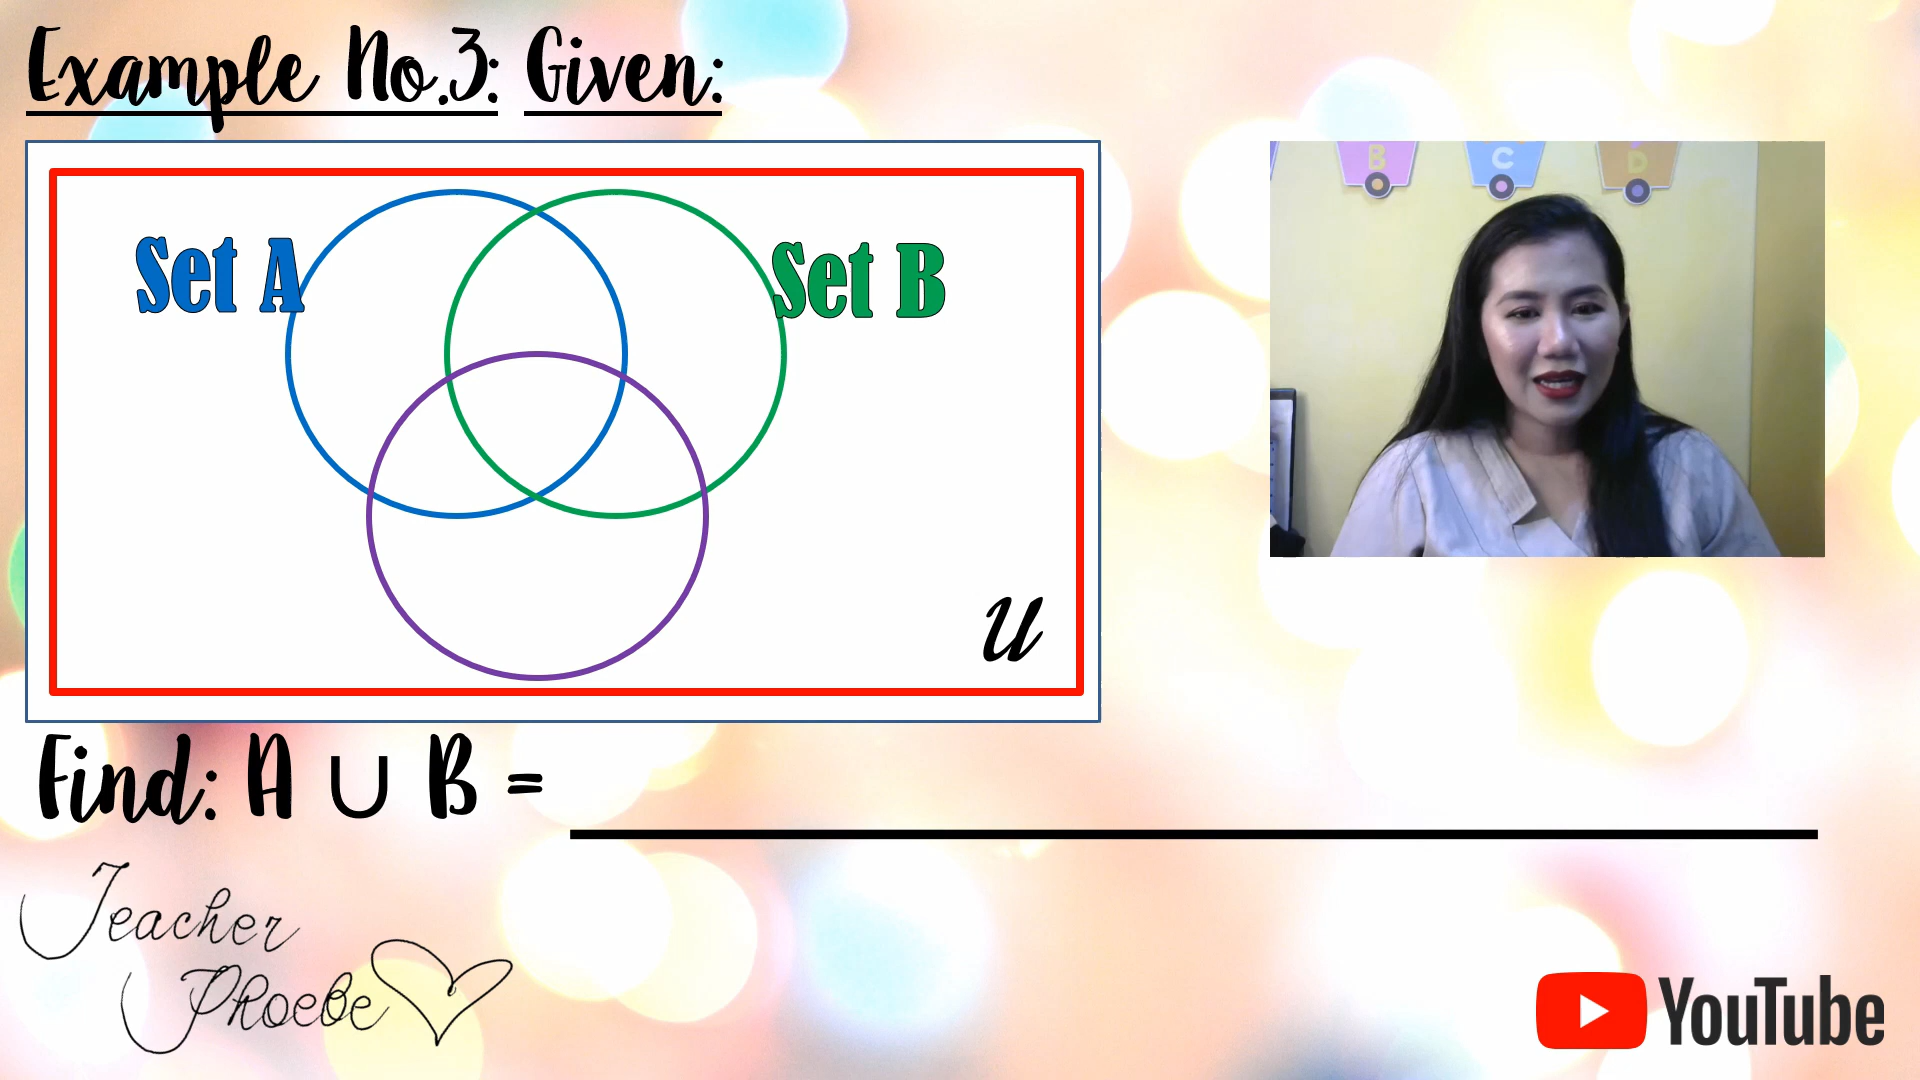 Example No.3: Given:
Set A
Set B
B
C
D
U
Find: A ∪ B =
Teacher
Phoebe
YouTube